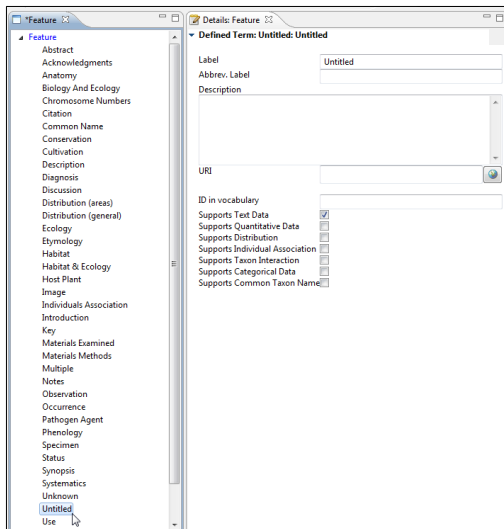 *Feature
Feature
Abstract
Acknowledgments
Anatomy
Biology And Ecology
Chromosome Numbers
Citation
Common Name
Conservation
Cultivation
Description
Diagnosis
Discussion
Distribution (areas)
Distribution (general)
Ecology
Etymology
Habitat
Habitat & Ecology
Host Plant
Image
Individuals Association
Introduction
Key
Materials Examined
Materials Methods
Multiple
Notes
Observation
Occurrence
Pathogen Agent
Phenology
Specimen
Status
Synopsis
Systematics
Unknown
Untitled
Use
Details: Feature
Defined Term: Untitled: Untitled
Label Untitled
Abbrev. Label
Description
URI
ID in vocabulary
Supports Text Data
Supports Quantitative Data
Supports Distribution
Supports Individual Association
Supports Taxon Interaction
Supports Categorical Data
Supports Common Taxon Name